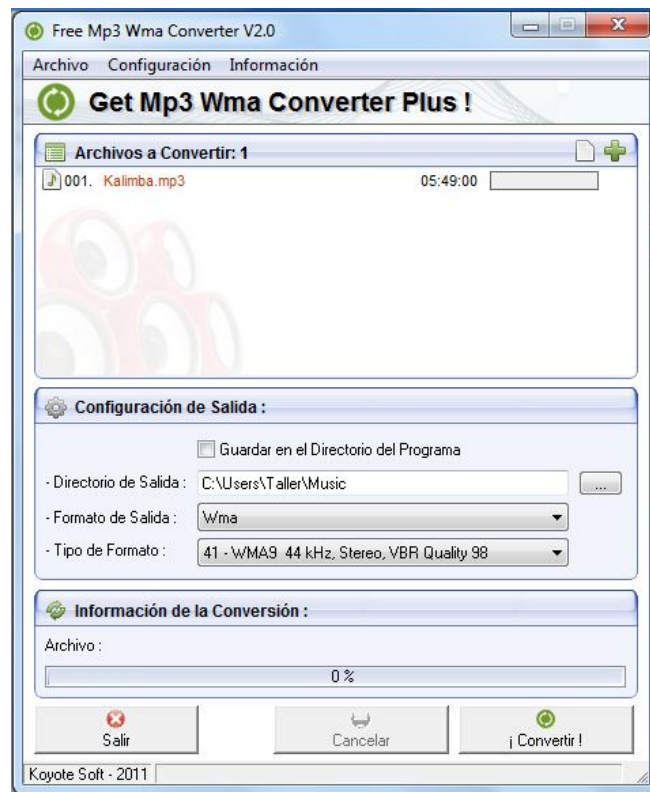 Free Mp3 Wma Converter V2.0
Archivo Configuración Información
Get Mp3 Wma Converter Plus !
Archivos a Convertir: 1
001. Kalimba.mp3 05:49:00
Configuración de Salida :
Guardar en el Directorio del Programa
- Directorio de Salida : C:\Users\Taller\Music ...
- Formato de Salida : Wma
- Tipo de Formato : 41 - WMA9 44 kHz, Stereo, VBR Quality 98
Información de la Conversión :
Archivo :
0 %
Salir Cancelar ¡ Convertir !
Koyote Soft - 2011